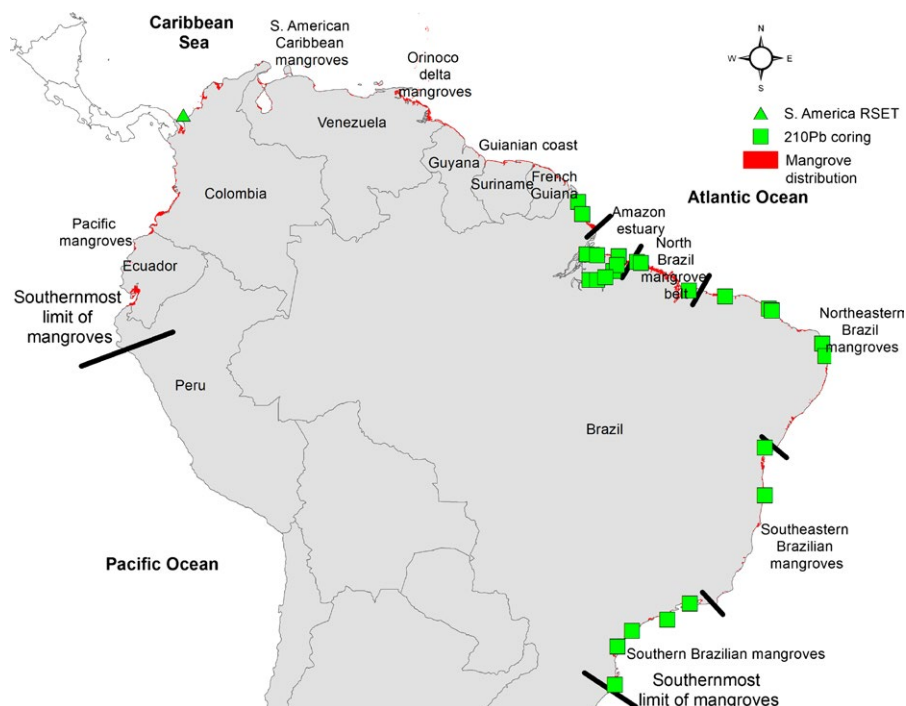 Caribbean
Sea
S. American
Caribbean
mangroves
Orinoco
delta
mangroves
N
W
E
S
S. America RSET
210Pb coring
Mangrove
distribution
Venezuela
Guyana
Guianian coast
Suriname
French
Guiana
Colombia
Atlantic Ocean
Amazon
estuary
Pacific
mangroves
North
Brazil
mangrove
belt
Ecuador
Southernmost
limit of
mangroves
Northeastern
Brazil
mangroves
Peru
Brazil
Pacific Ocean
Southeastern
Brazilian
mangroves
Southern Brazilian mangroves
Southernmost
limit of mangroves